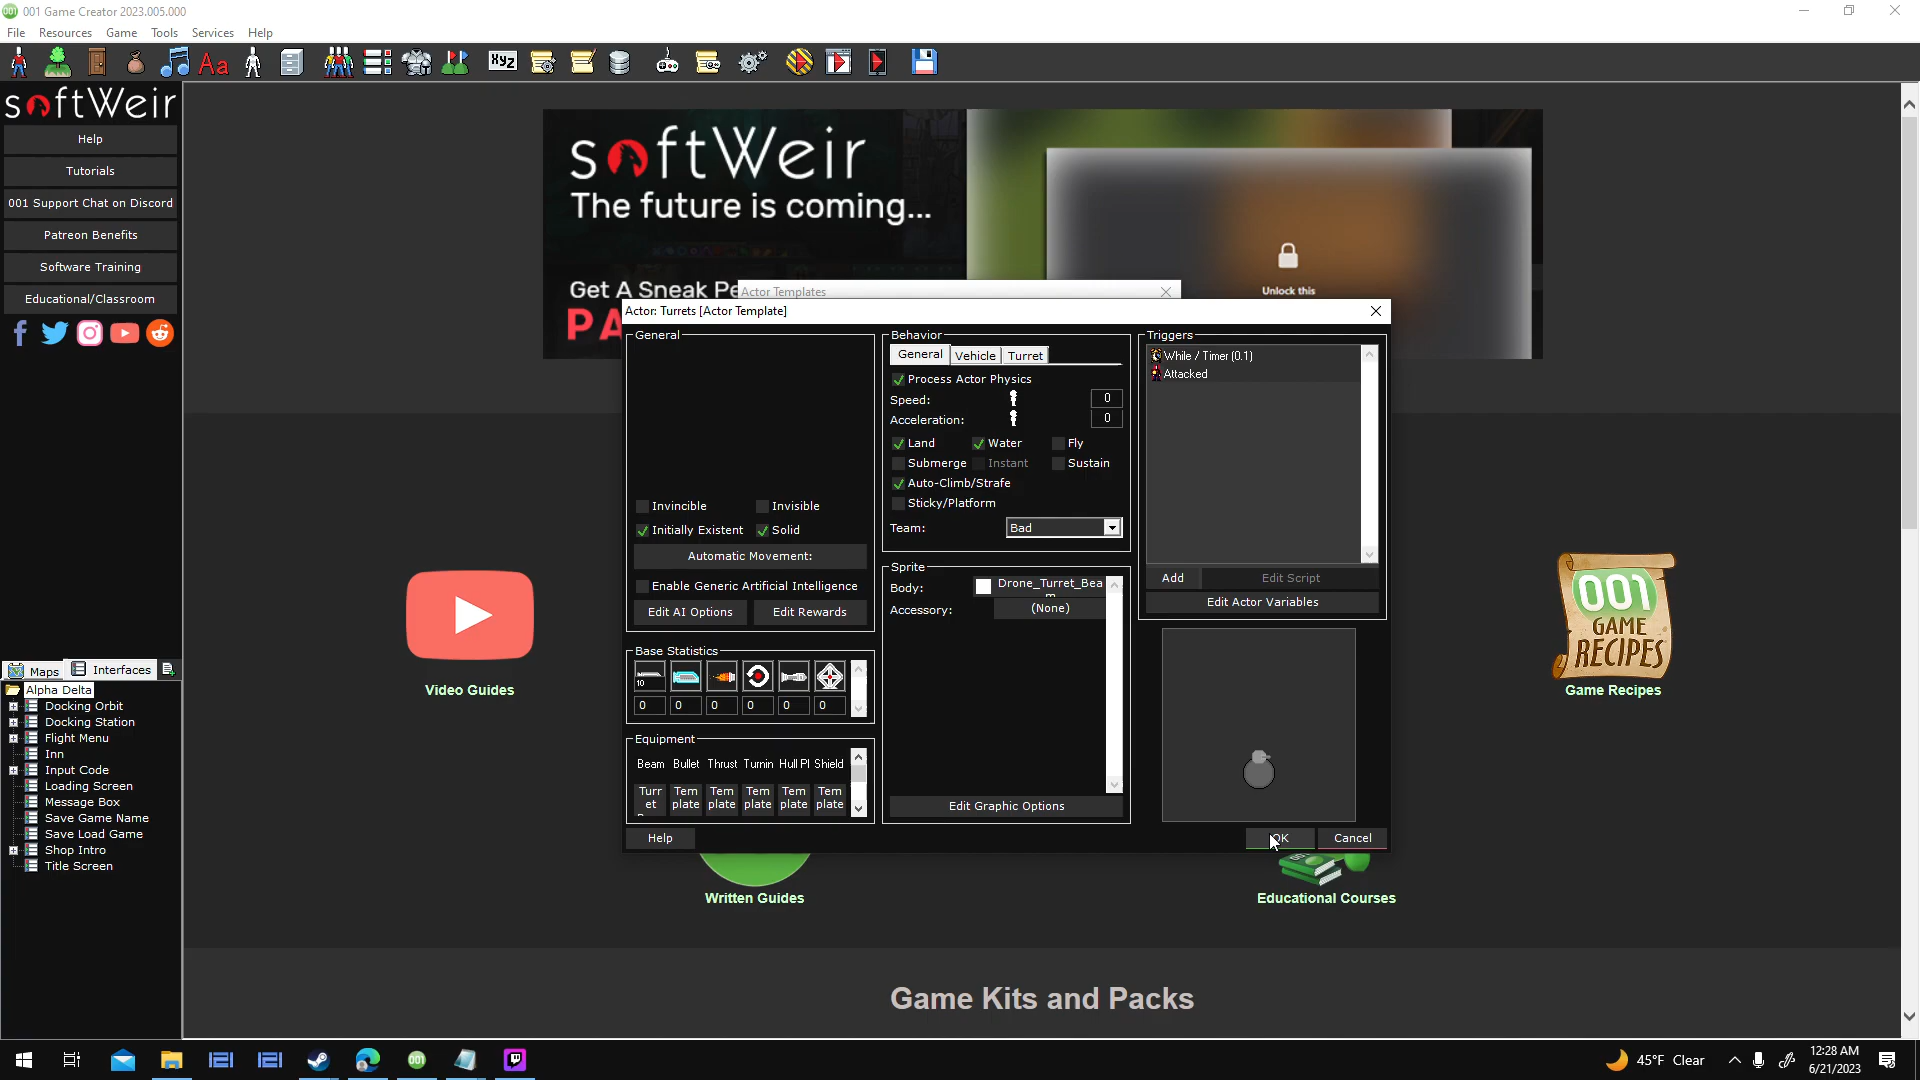 001 Game Creator 2023.005.000
File Resources Game Tools Services Help
Aa XYZ
softWeir
Help
Tutorials
001 Support Chat on Discord
Patreon Benefits
Software Training
Educational/Classroom
softWeir
The future is coming...
Get A Sneak Pe
PA
Unlock this
Actor Templates
Actor: Turrets [Actor Template]
General
Invincible Invisible
Initially Existent Solid
Automatic Movement:
Enable Generic Artificial Intelligence
Edit AI Options Edit Rewards
Base Statistics
10
0 0 0 0 0 0
Equipment
Beam Bullet Thrust Turnin Hull Pl Shield
Turr Tem Tem Tem Tem Tem
et plate plate plate plate plate
Help
Behavior
General Vehicle Turret
Process Actor Physics
Speed: 0
Acceleration: 0
Land Water Fly
Submerge Instant Sustain
Auto-Climb/Strafe
Sticky/Platform
Team: Bad
Sprite
Body: Drone_Turret_Bea
Accessory: (None)
Edit Graphic Options
Triggers
While / Timer (0.1)
Attacked
Add Edit Script
Edit Actor Variables
OK Cancel
Video Guides
001
GAME
RECIPES
Game Recipes
001
Written Guides
Educational Courses
Game Kits and Packs
Maps Interfaces
Alpha Delta
Docking Orbit
Docking Station
Flight Menu
Inn
Input Code
Loading Screen
Message Box
Save Game Name
Save Load Game
Shop Intro
Title Screen
001
45°F Clear
12:28 AM
6/21/2023